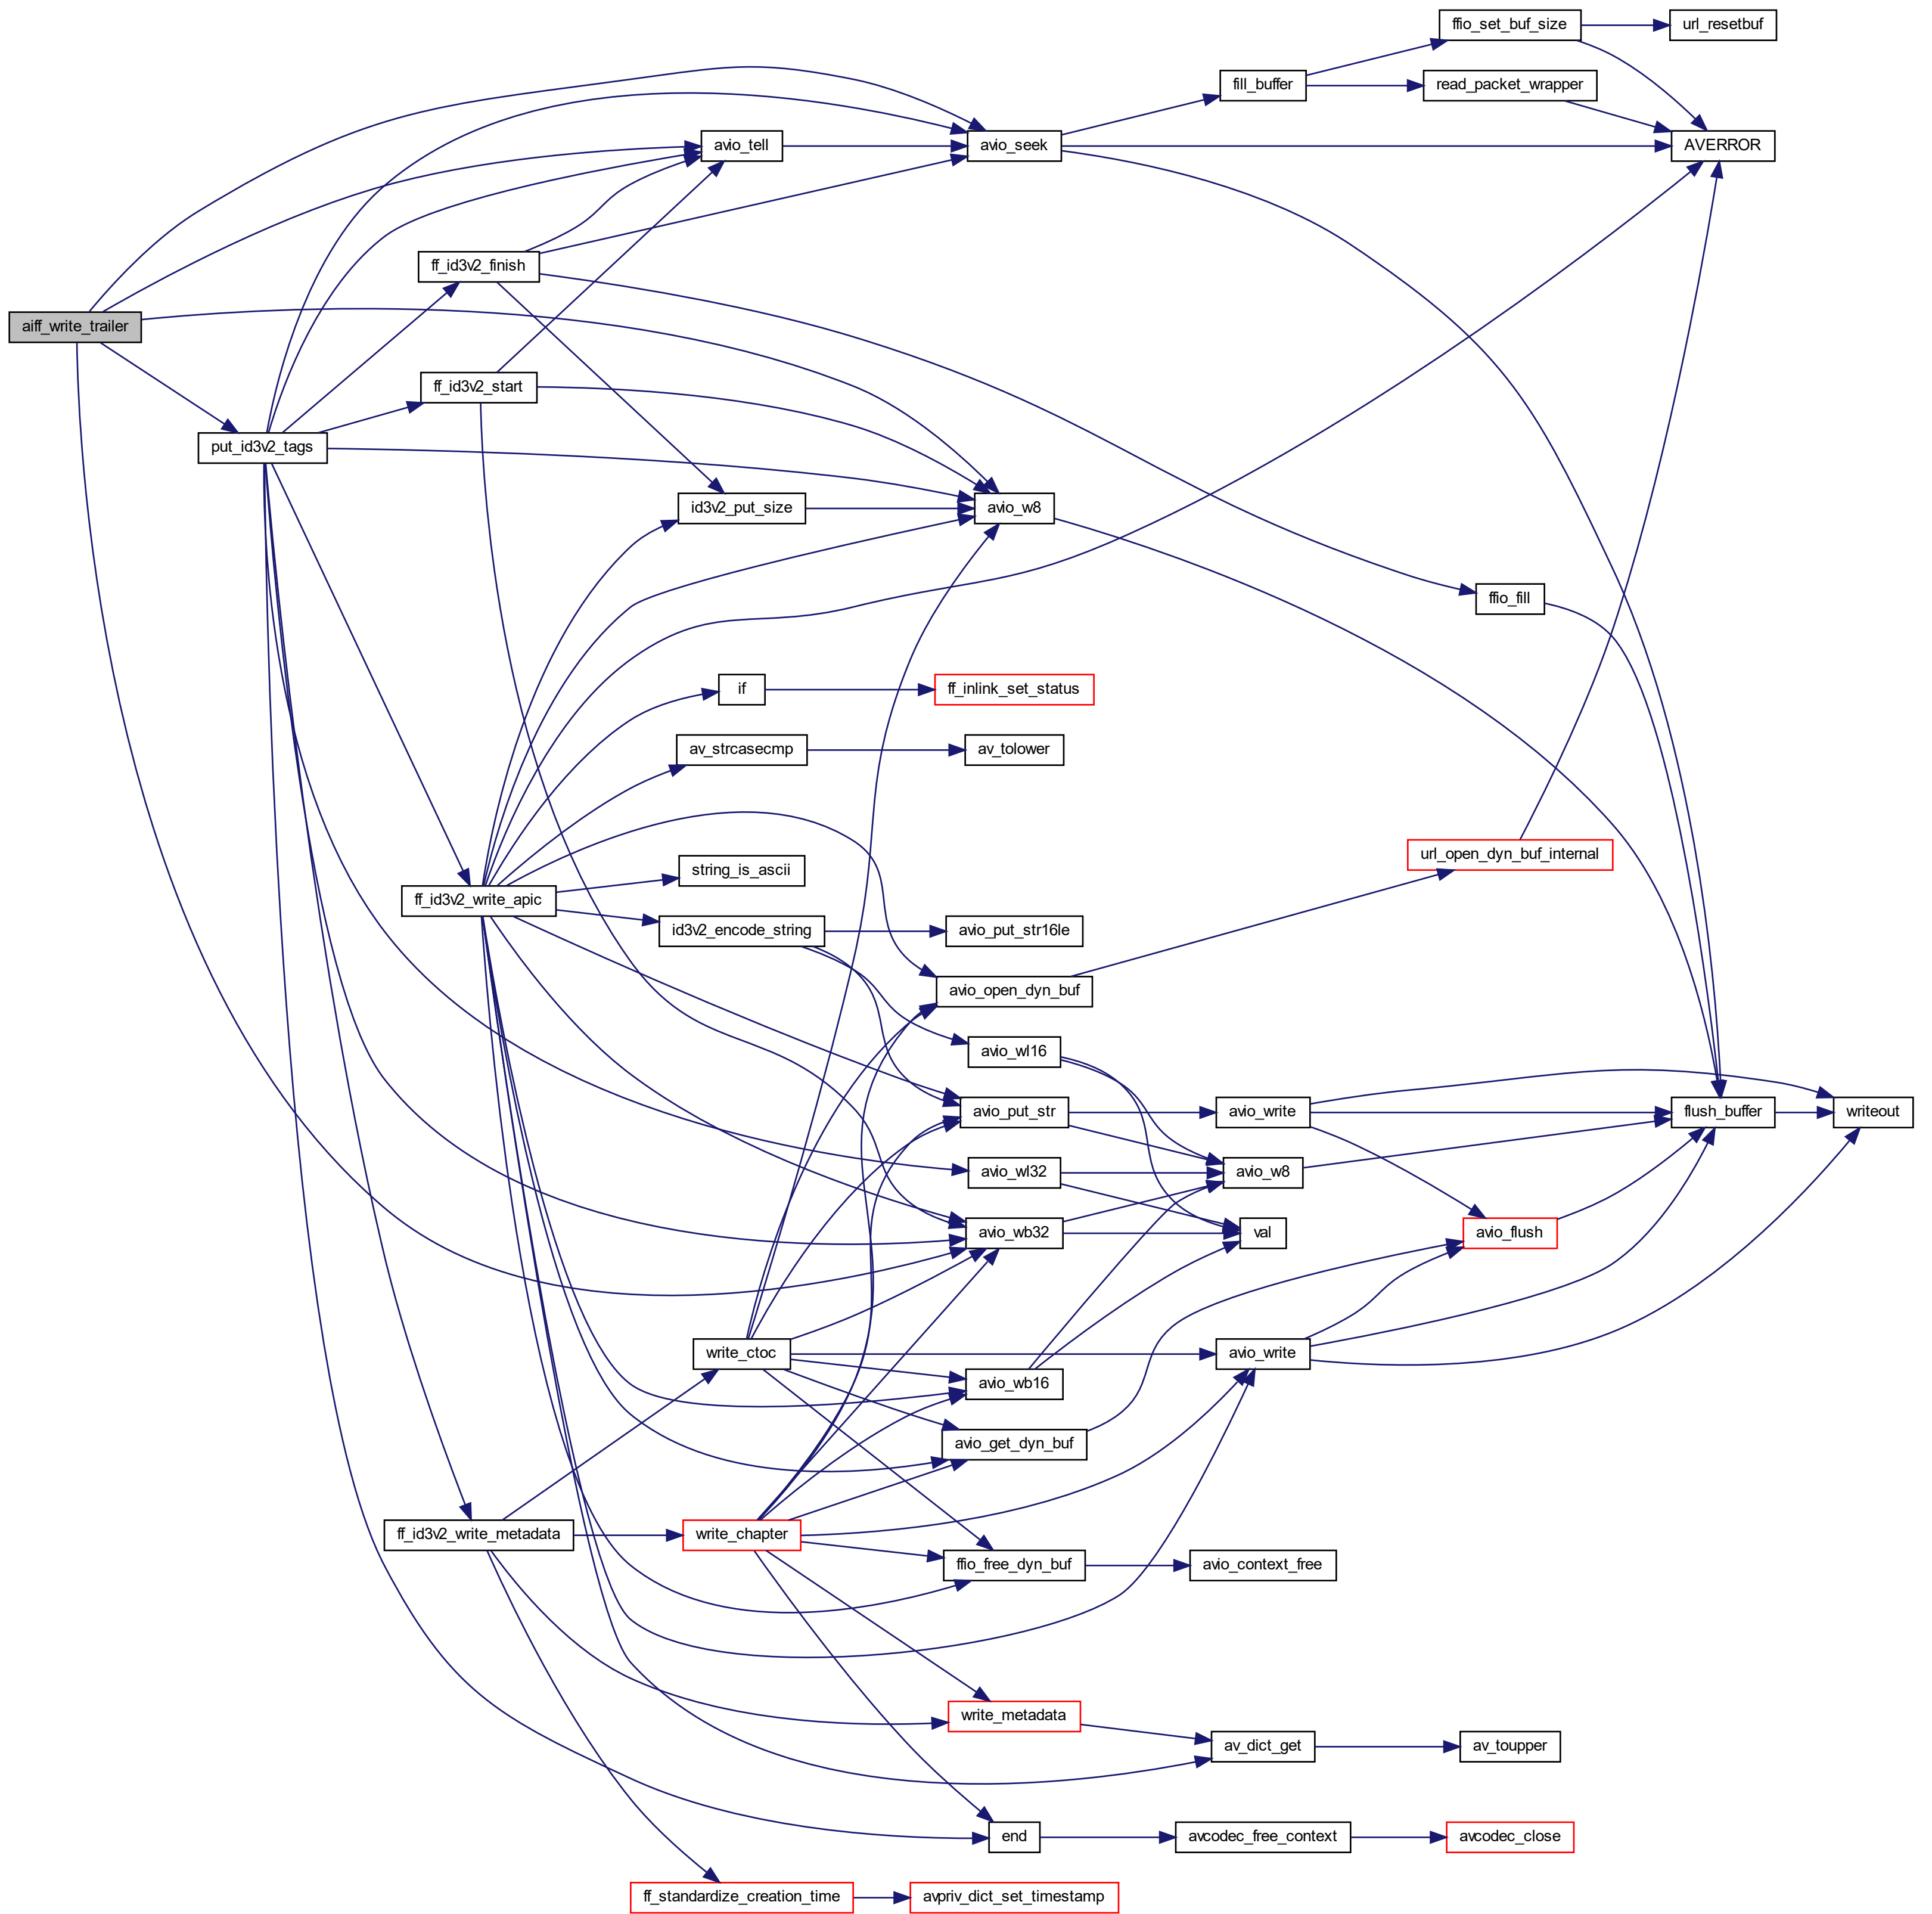 ffio_set_buf_size
url_resetbuf
fill_buffer
read_packet_wrapper
avio_tell
avio_seek
AVERROR
ff_id3v2_finish
aiff_write_trailer
ff_id3v2_start
put_id3v2_tags
id3v2_put_size
avio_w8
ffio_fill
if
ff_inlink_set_status
av_strcasecmp
av_tolower
url_open_dyn_buf_internal
string_is_ascii
ff_id3v2_write_apic
id3v2_encode_string
avio_put_str16le
avio_open_dyn_buf
avio_wl16
avio_put_str
avio_write
flush_buffer
writeout
avio_wl32
avio_w8
avio_wb32
val
avio_flush
write_ctoc
avio_write
avio_wb16
avio_get_dyn_buf
ff_id3v2_write_metadata
write_chapter
ffio_free_dyn_buf
avio_context_free
write_metadata
av_dict_get
av_toupper
end
avcodec_free_context
avcodec_close
ff_standardize_creation_time
avpriv_dict_set_timestamp